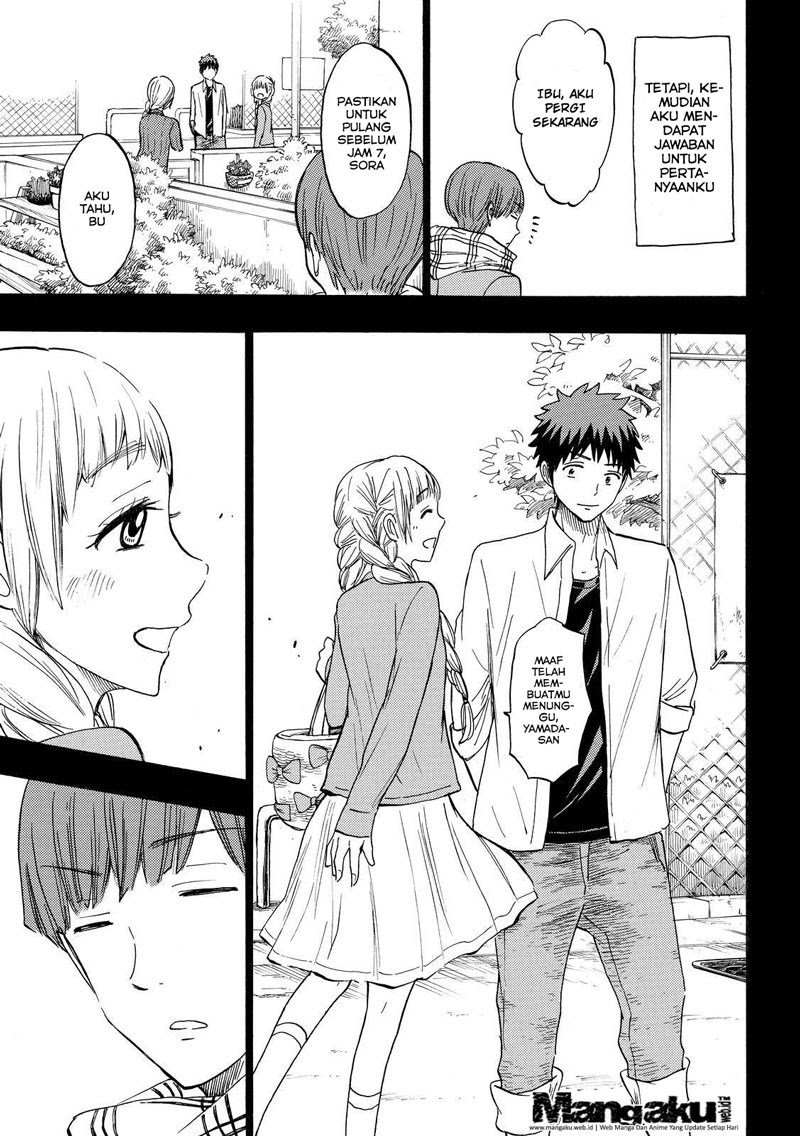 TETAPI, KE-
MUDIAN
AKU MEN-
DAPAT
JAWABAN
UNTUK
PERTA-
NYAANKU
IBU, AKU
PERGI
SEKARANG
PASTIKAN
UNTUK
PULANG
SEBELUM
JAM 7,
SORA
AKU
TAHU,
BU
MAAF
TELAH
MEM-
BUATMU
MENUNG-
GU,
YAMADA-
SAN
Mangaku
WEB.ID
www.mangaku.web.id | Web Manga Dan Anime Yang Update Setiap Hari